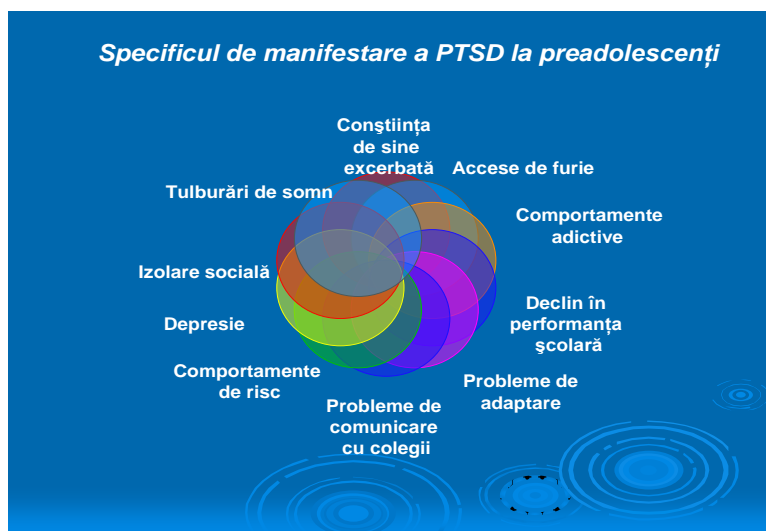 Specificul de manifestare a PTSD la preadolescenți
Conştiința
de sine
excerbată
Accese de furie
Comportamente
adictive
Declin în
performanța
şcolară
Probleme de
adaptare
Probleme de
comunicare
cu colegii
Comportamente
de risc
Depresie
Izolare socială
Tulburări de somn